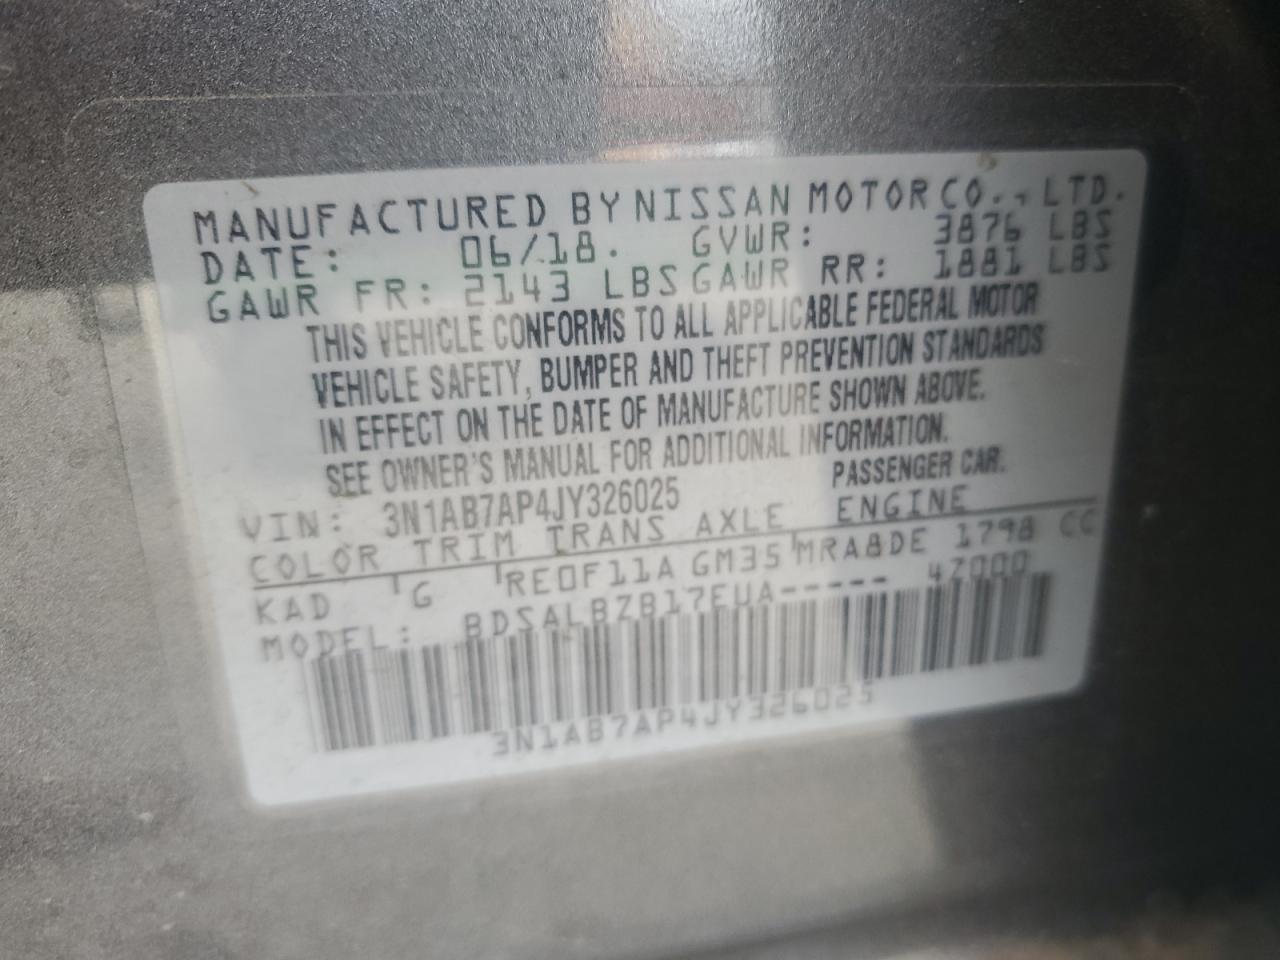 MANUFACTURED BY NISSAN MOTOR CO., LTD.
DATE: 06/18. GVWR: 3876 LBS
GAWR FR: 2143 LBS GAWR RR: 1881 LBS
THIS VEHICLE CONFORMS TO ALL APPLICABLE FEDERAL MOTOR
VEHICLE SAFETY, BUMPER AND THEFT PREVENTION STANDARDS
IN EFFECT ON THE DATE OF MANUFACTURE SHOWN ABOVE.
SEE OWNER'S MANUAL FOR ADDITIONAL INFORMATION.
VIN: 3N1AB7AP4JY326025 PASSENGER CAR.
COLOR TRIM TRANS AXLE ENGINE
KAD G RE0F11A GM35 MRA8DE 1798 CC
MODEL: BDSALBZB17EUA----- 47000
3N1AB7AP4JY326025